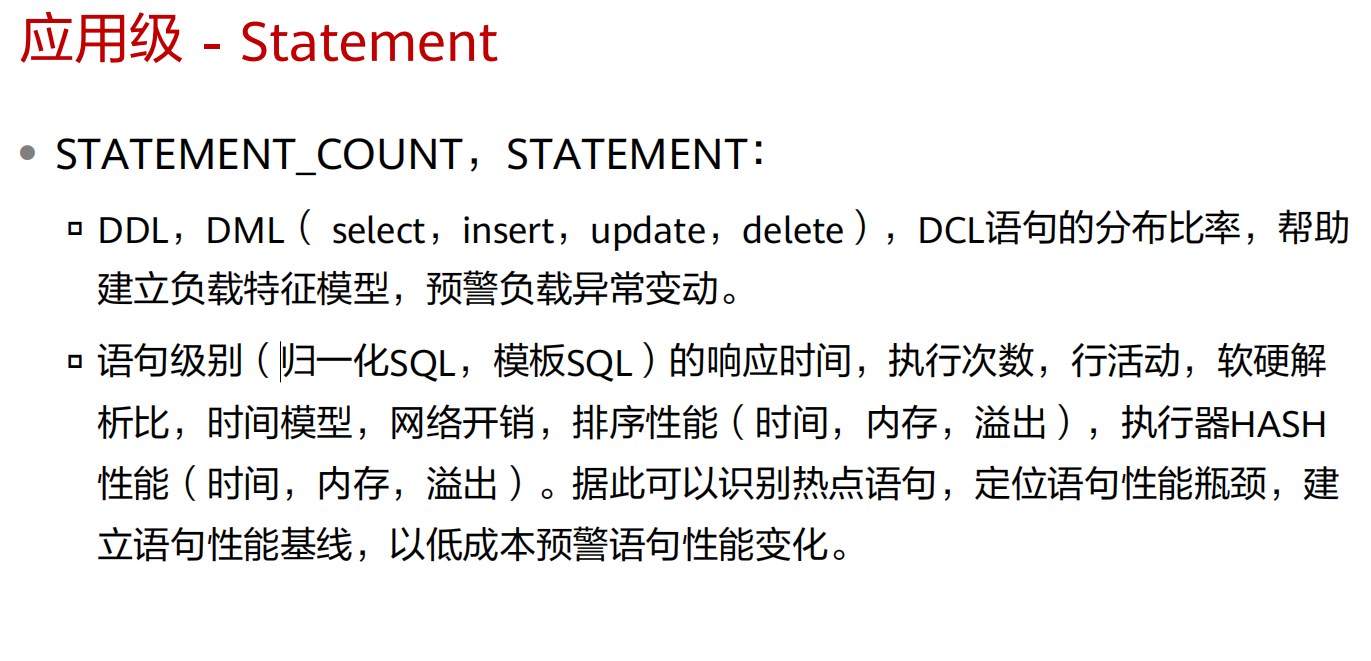 应用级 - Statement
STATEMENT_COUNT，STATEMENT：
DDL，DML（ select，insert，update，delete），DCL语句的分布比率，帮助
建立负载特征模型，预警负载异常变动。
语句级别（归一化SQL，模板SQL）的响应时间，执行次数，行活动，软硬解
析比，时间模型，网络开销，排序性能（时间，内存，溢出），执行器HASH
性能（时间，内存，溢出）。据此可以识别热点语句，定位语句性能瓶颈，建
立语句性能基线，以低成本预警语句性能变化。